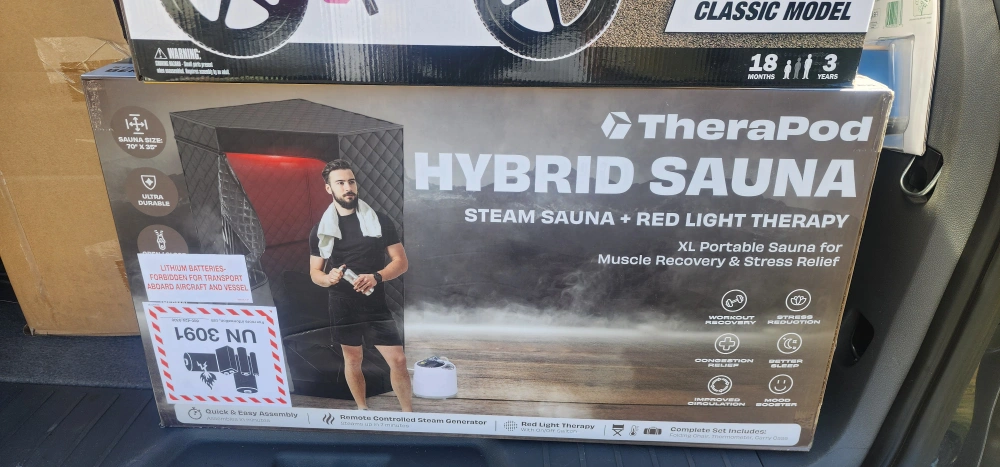 CLASSIC MODEL
WARNING:
18 MONTHS
3 YEARS
TheraPod
HYBRID SAUNA
STEAM SAUNA + RED LIGHT THERAPY
XL Portable Sauna for
Muscle Recovery & Stress Relief
SAUNA SIZE:
70" X 35"
ULTRA
DURABLE
LITHIUM BATTERIES-
FORBIDDEN FOR TRANSPORT
ABOARD AIRCRAFT AND VESSEL
UN 3091
WORKOUT
RECOVERY
STRESS
REDUCTION
CONGESTION
RELIEF
BETTER
SLEEP
IMPROVED
CIRCULATION
MOOD
BOOSTER
Quick & Easy Assembly
Remote Controlled Steam Generator
Red Light Therapy
Complete Set Includes: